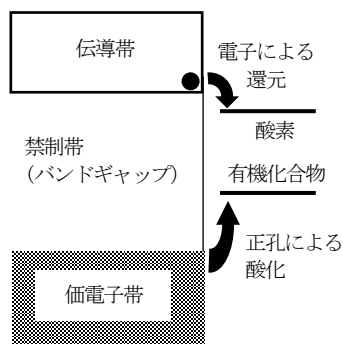 伝導帯
電子による
還元
酸素
禁制帯
（バンドギャップ）
有機化合物
正孔による
酸化
価電子帯